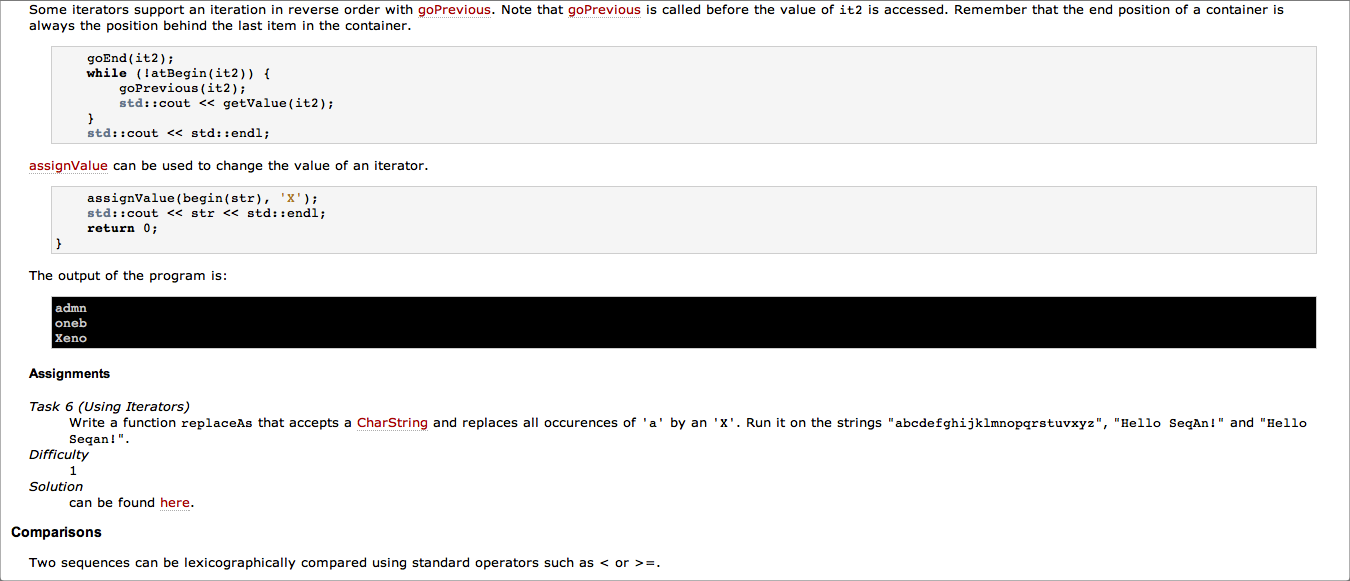 Some iterators support an iteration in reverse order with goPrevious. Note that goPrevious is called before the value of it2 is accessed. Remember that the end position of a container is
always the position behind the last item in the container.
goEnd(it2);
while (!atBegin(it2)) {
goPrevious(it2);
std::cout << getValue(it2);
}
std::cout << std::endl;
assignValue can be used to change the value of an iterator.
assignValue(begin(str), 'X');
std::cout << str << std::endl;
return 0;
}
The output of the program is:
admn
oneb
Xeno
Assignments
Task 6 (Using Iterators)
Write a function replaceAs that accepts a CharString and replaces all occurences of 'a' by an 'X'. Run it on the strings "abcdefghijklmnopqrstuvxyz", "Hello SeqAn!" and "Hello
Seqan!".
Difficulty
1
Solution
can be found here.
Comparisons
Two sequences can be lexicographically compared using standard operators such as < or >=.